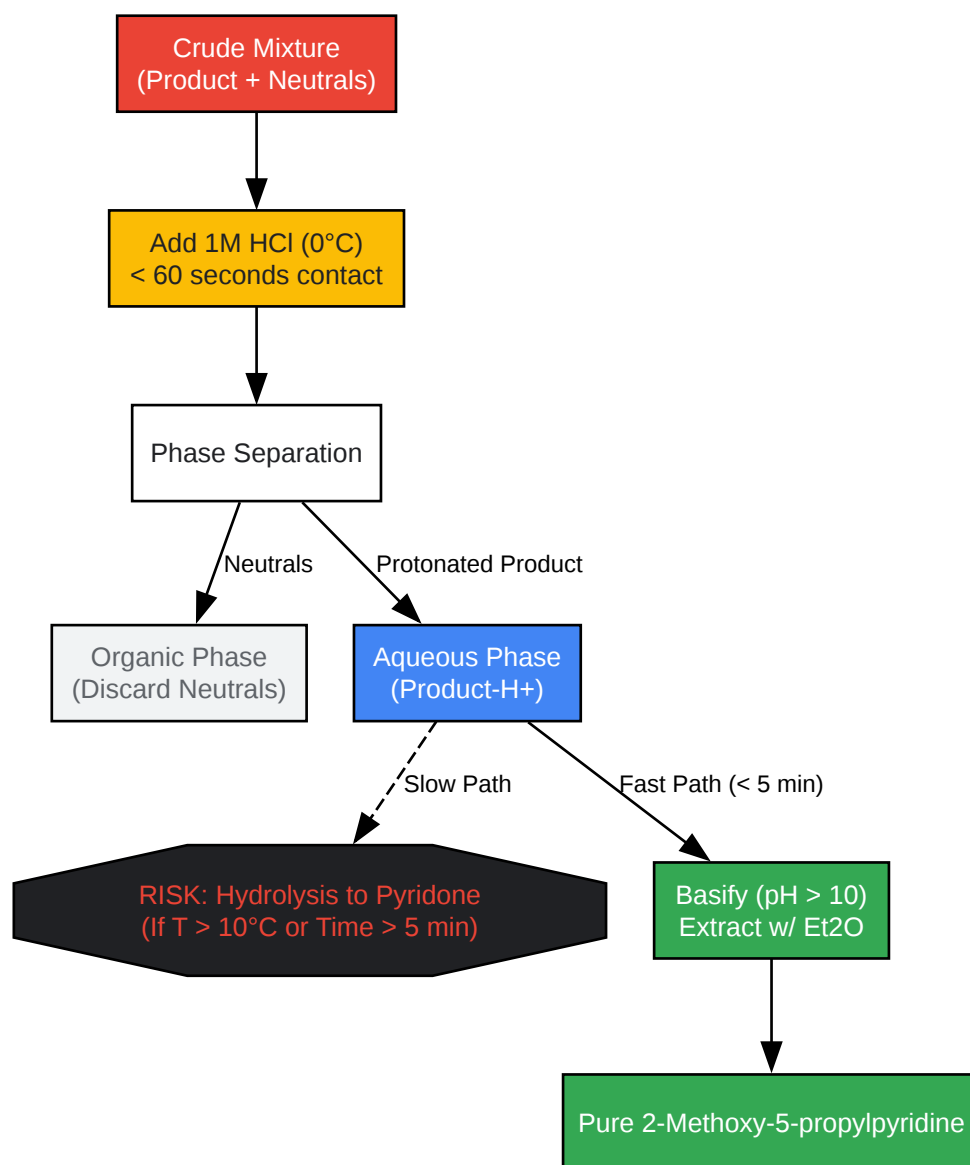 Crude Mixture
(Product + Neutrals)
Add 1M HCl (0°C)
< 60 seconds contact
Phase Separation
Neutrals
Protonated Product
Organic Phase
(Discard Neutrals)
Aqueous Phase
(Product-H+)
Slow Path
Fast Path (< 5 min)
RISK: Hydrolysis to Pyridone
(If T > 10°C or Time > 5 min)
Basify (pH > 10)
Extract w/ Et2O
Pure 2-Methoxy-5-propylpyridine